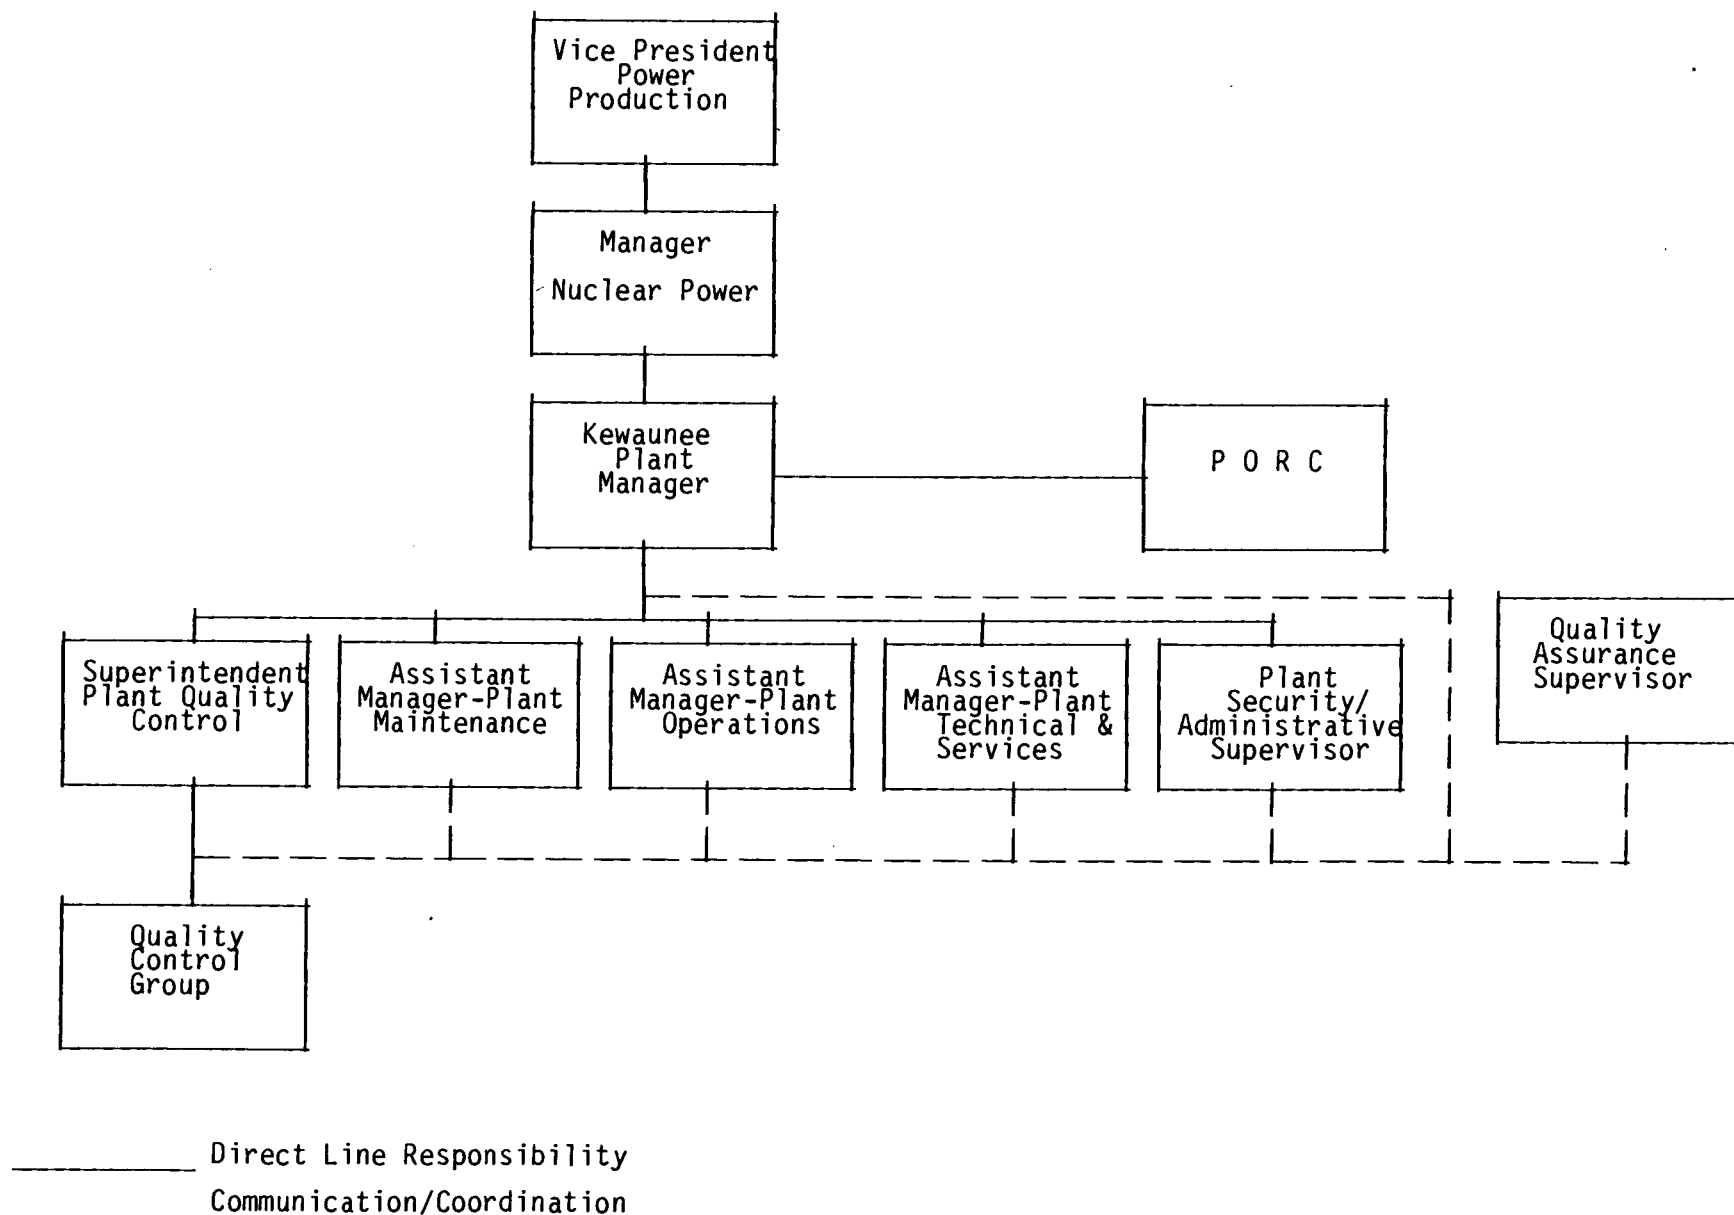 Vice President
Power
Production
Manager
Nuclear Power
Kewaunee
Plant
Manager
P O R C
Superintendent
Plant Quality
Control
Assistant
Manager-Plant
Maintenance
Assistant
Manager-Plant
Operations
Assistant
Manager-Plant
Technical &
Services
Plant
Security/
Administrative
Supervisor
Quality
Assurance
Supervisor
Quality
Control
Group
Direct Line Responsibility
Communication/Coordination